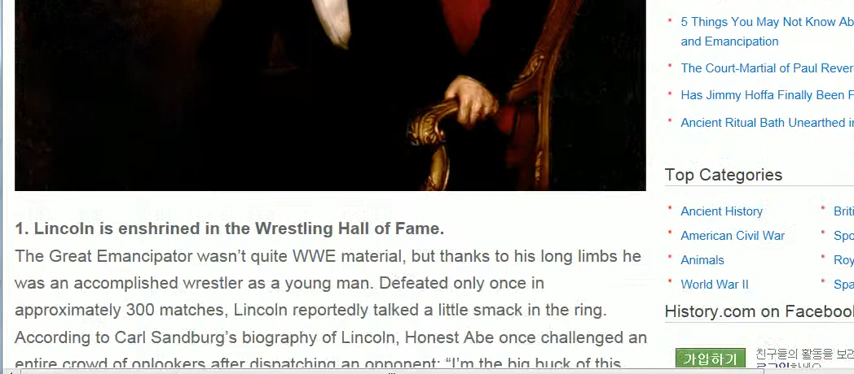 1. Lincoln is enshrined in the Wrestling Hall of Fame.
The Great Emancipator wasn’t quite WWE material, but thanks to his long limbs he
was an accomplished wrestler as a young man. Defeated only once in
approximately 300 matches, Lincoln reportedly talked a little smack in the ring.
According to Carl Sandburg’s biography of Lincoln, Honest Abe once challenged an
entire crowd of onlookers after dispatching an opponent: “I’m the big buck of this
5 Things You May Not Know Ab
and Emancipation
The Court-Martial of Paul Rever
Has Jimmy Hoffa Finally Been F
Ancient Ritual Bath Unearthed i
Top Categories
Ancient History
Briti
American Civil War
Spo
Animals
Roy
World War II
Spa
History.com on Facebool
가입하기
친구들의 활동을 보려